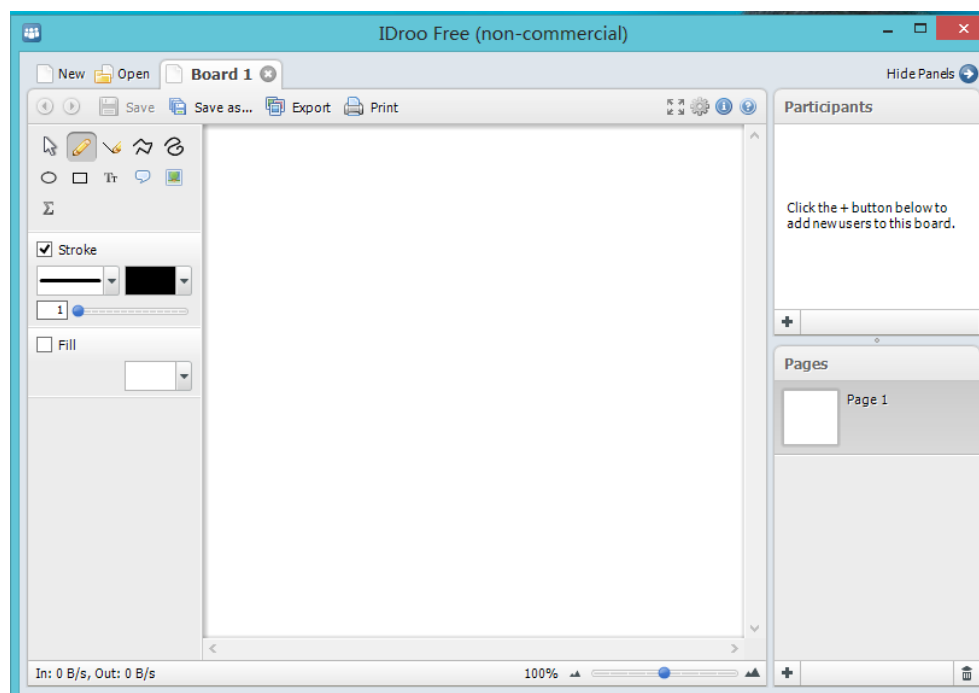 IDroo Free (non-commercial)
New Open Board 1 Hide Panels
Save Save as... Export Print
Participants
Tт
Σ
Click the + button below to
add new users to this board.
Stroke
1
Fill
Pages
Page 1
In: 0 B/s, Out: 0 B/s 100%